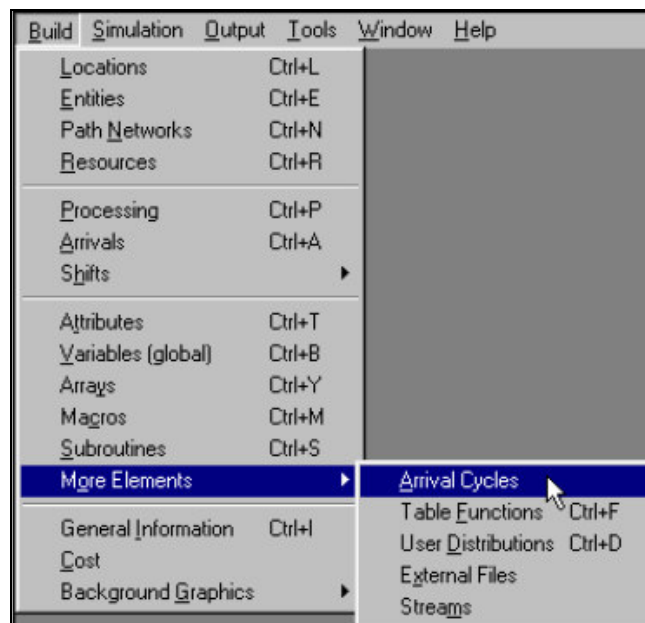 Build Simulation Output Tools Window Help
Locations Ctrl+L
Entities Ctrl+E
Path Networks Ctrl+N
Resources Ctrl+R
Processing Ctrl+P
Arrivals Ctrl+A
Shifts
Attributes Ctrl+T
Variables (global) Ctrl+B
Arrays Ctrl+Y
Macros Ctrl+M
Subroutines Ctrl+S
More Elements
Arrival Cycles
Table Functions Ctrl+F
User Distributions Ctrl+D
External Files
Streams
General Information Ctrl+I
Cost
Background Graphics